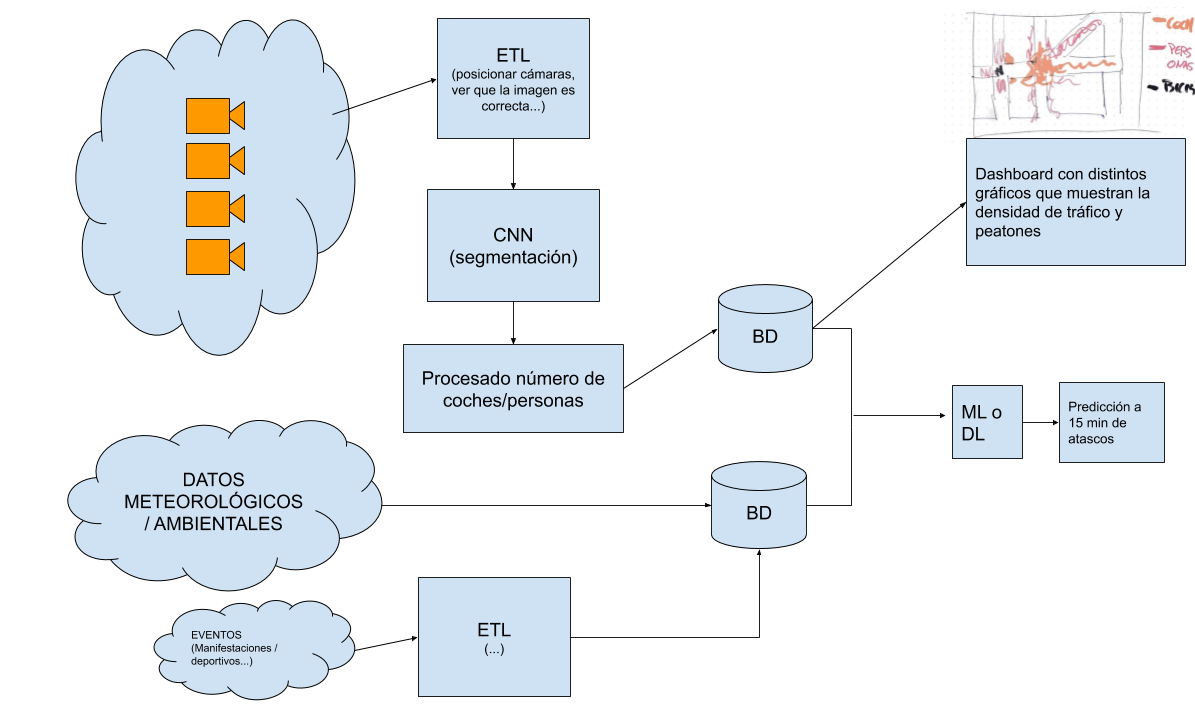 ETL
(posicionar cámaras,
ver que la imagen es
correcta...)
CNN
(segmentación)
Procesado número de
coches/personas
BD
Dashboard con distintos
gráficos que muestran la
densidad de tráfico y
peatones
PERS
ONAS
BICIS
ML o
DL
Predicción a
15 min de
atascos
DATOS
METEOROLÓGICOS
/ AMBIENTALES
BD
EVENTOS
(Manifestaciones /
deportivos...)
ETL
(...)